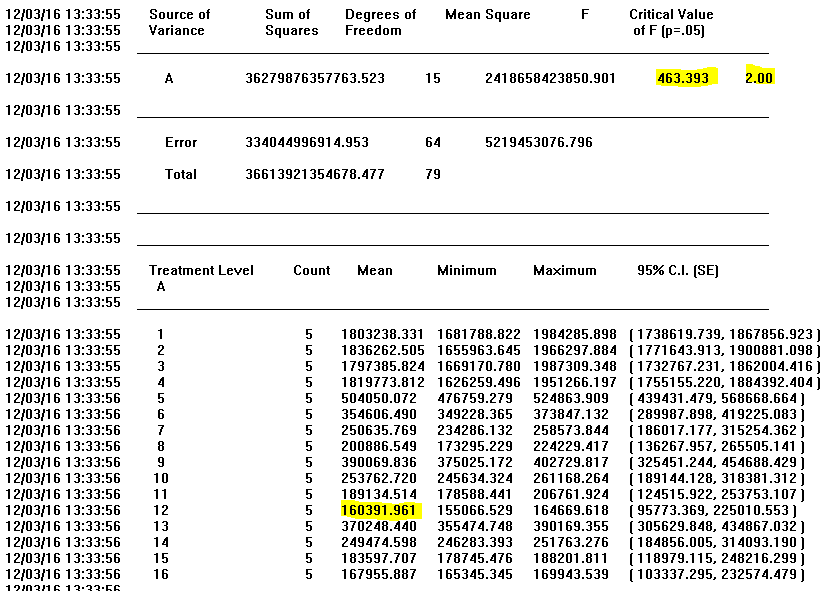 12/03/16 13:33:55 Source of Sum of Degrees of Mean Square F Critical Value
12/03/16 13:33:55 Variance Squares Freedom of F (p=.05)
12/03/16 13:33:55
12/03/16 13:33:55 A 36279876357763.523 15 2418658423850.901 463.393 2.00
12/03/16 13:33:55
12/03/16 13:33:55 Error 334044996914.953 64 5219453076.796
12/03/16 13:33:55 Total 36613921354678.477 79
12/03/16 13:33:55
12/03/16 13:33:55
12/03/16 13:33:55 Treatment Level Count Mean Minimum Maximum 95% C.I. (SE)
12/03/16 13:33:55 A
12/03/16 13:33:55
12/03/16 13:33:55 1 5 1803238.331 1681788.822 1984285.898 ( 1738619.739, 1867856.923 )
12/03/16 13:33:55 2 5 1836262.505 1655963.645 1966297.884 ( 1771643.913, 1900881.098 )
12/03/16 13:33:55 3 5 1797385.824 1669170.780 1987309.348 ( 1732767.231, 1862004.416 )
12/03/16 13:33:55 4 5 1819773.812 1626259.496 1951266.197 ( 1755155.220, 1884392.404 )
12/03/16 13:33:56 5 5 504050.072 476759.279 524863.909 ( 439431.479, 568668.664 )
12/03/16 13:33:56 6 5 354606.490 349228.365 373847.132 ( 289987.898, 419225.083 )
12/03/16 13:33:56 7 5 250635.769 234286.132 258573.844 ( 186017.177, 315254.362 )
12/03/16 13:33:56 8 5 200886.549 173295.229 224229.417 ( 136267.957, 265505.141 )
12/03/16 13:33:56 9 5 390069.836 375025.172 402729.817 ( 325451.244, 454688.429 )
12/03/16 13:33:56 10 5 253762.720 245634.324 261168.264 ( 189144.128, 318381.312 )
12/03/16 13:33:56 11 5 189134.514 178588.441 206761.924 ( 124515.922, 253753.107 )
12/03/16 13:33:56 12 5 160391.961 155066.529 164669.618 ( 95773.369, 225010.553 )
12/03/16 13:33:56 13 5 370248.440 355474.748 390169.355 ( 305629.848, 434867.032 )
12/03/16 13:33:56 14 5 249474.598 246283.393 251763.276 ( 184856.005, 314093.190 )
12/03/16 13:33:56 15 5 183597.707 178745.476 188201.811 ( 118979.115, 248216.299 )
12/03/16 13:33:56 16 5 167955.887 165345.345 169943.539 ( 103337.295, 232574.479 )
12/03/16 13:33:56